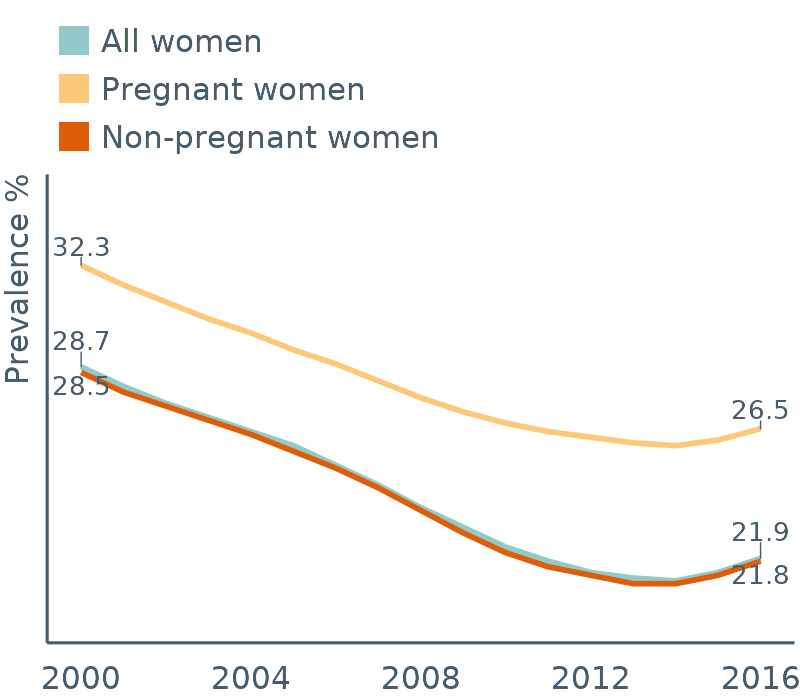 All women
Pregnant women
Non-pregnant women
Prevalence %
32.3
28.7
28.5
26.5
21.9
21.8
2000 2004 2008 2012 2016